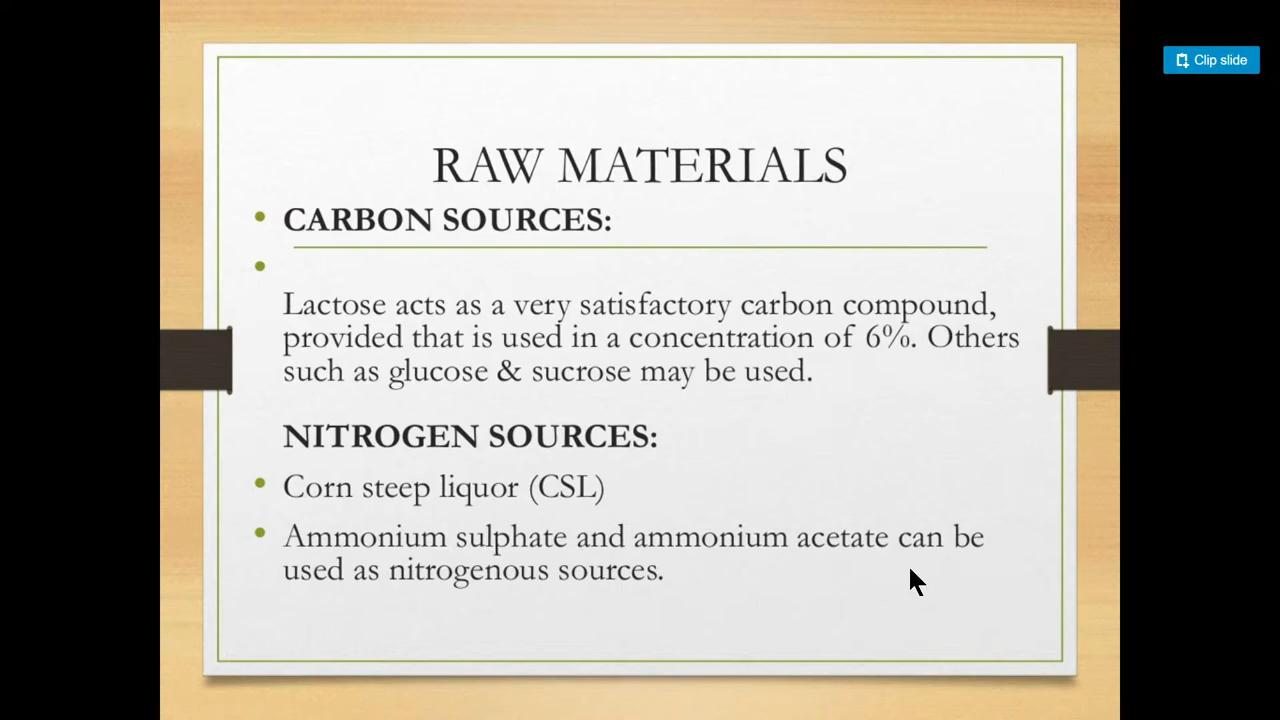 Clip slide
RAW MATERIALS
• CARBON SOURCES:
•
Lactose acts as a very satisfactory carbon compound,
provided that is used in a concentration of 6%. Others
such as glucose & sucrose may be used.
NITROGEN SOURCES:
• Corn steep liquor (CSL)
• Ammonium sulphate and ammonium acetate can be
used as nitrogenous sources.